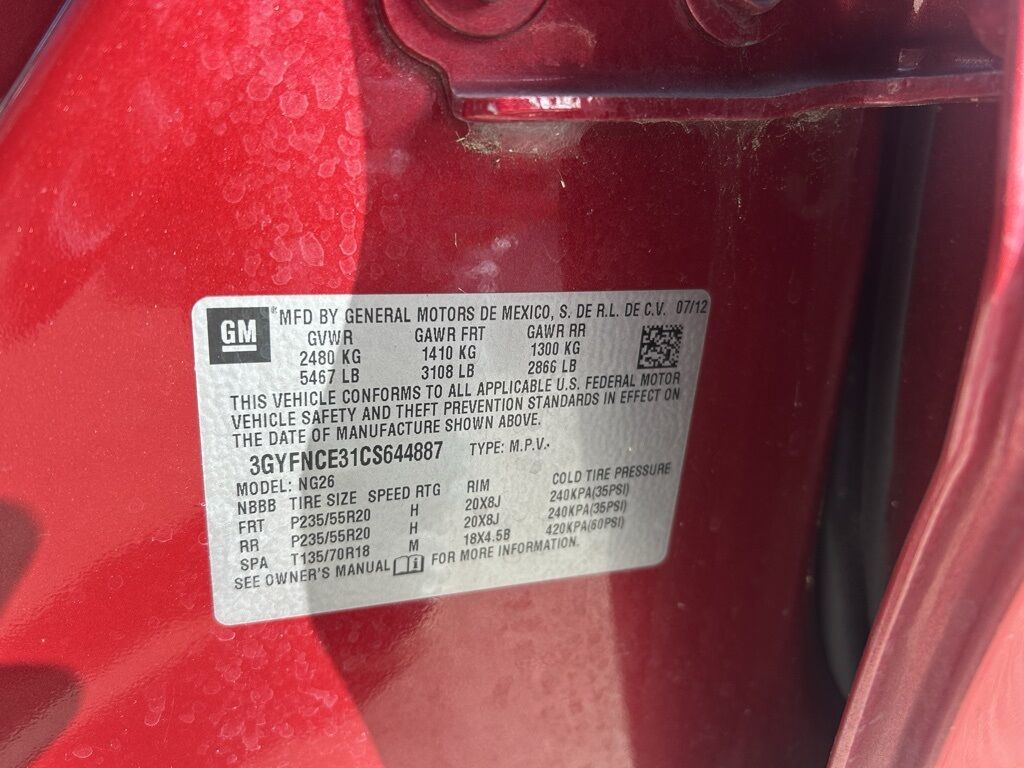 GM ® MFD BY GENERAL MOTORS DE MEXICO, S. DE R.L. DE C.V. 07/12
GVWR GAWR FRT GAWR RR
2480 KG 1410 KG 1300 KG
5467 LB 3108 LB 2866 LB
THIS VEHICLE CONFORMS TO ALL APPLICABLE U.S. FEDERAL MOTOR
VEHICLE SAFETY AND THEFT PREVENTION STANDARDS IN EFFECT ON
THE DATE OF MANUFACTURE SHOWN ABOVE.
3GYFNCE31CS644887 TYPE: M.P.V.
MODEL: NG26
NBBB TIRE SIZE SPEED RTG RIM COLD TIRE PRESSURE
FRT P235/55R20 H 20X8J 240KPA(35PSI)
RR P235/55R20 H 20X8J 240KPA(35PSI)
SPA T135/70R18 M 18X4.5B 420KPA(60PSI)
SEE OWNER'S MANUAL i FOR MORE INFORMATION.